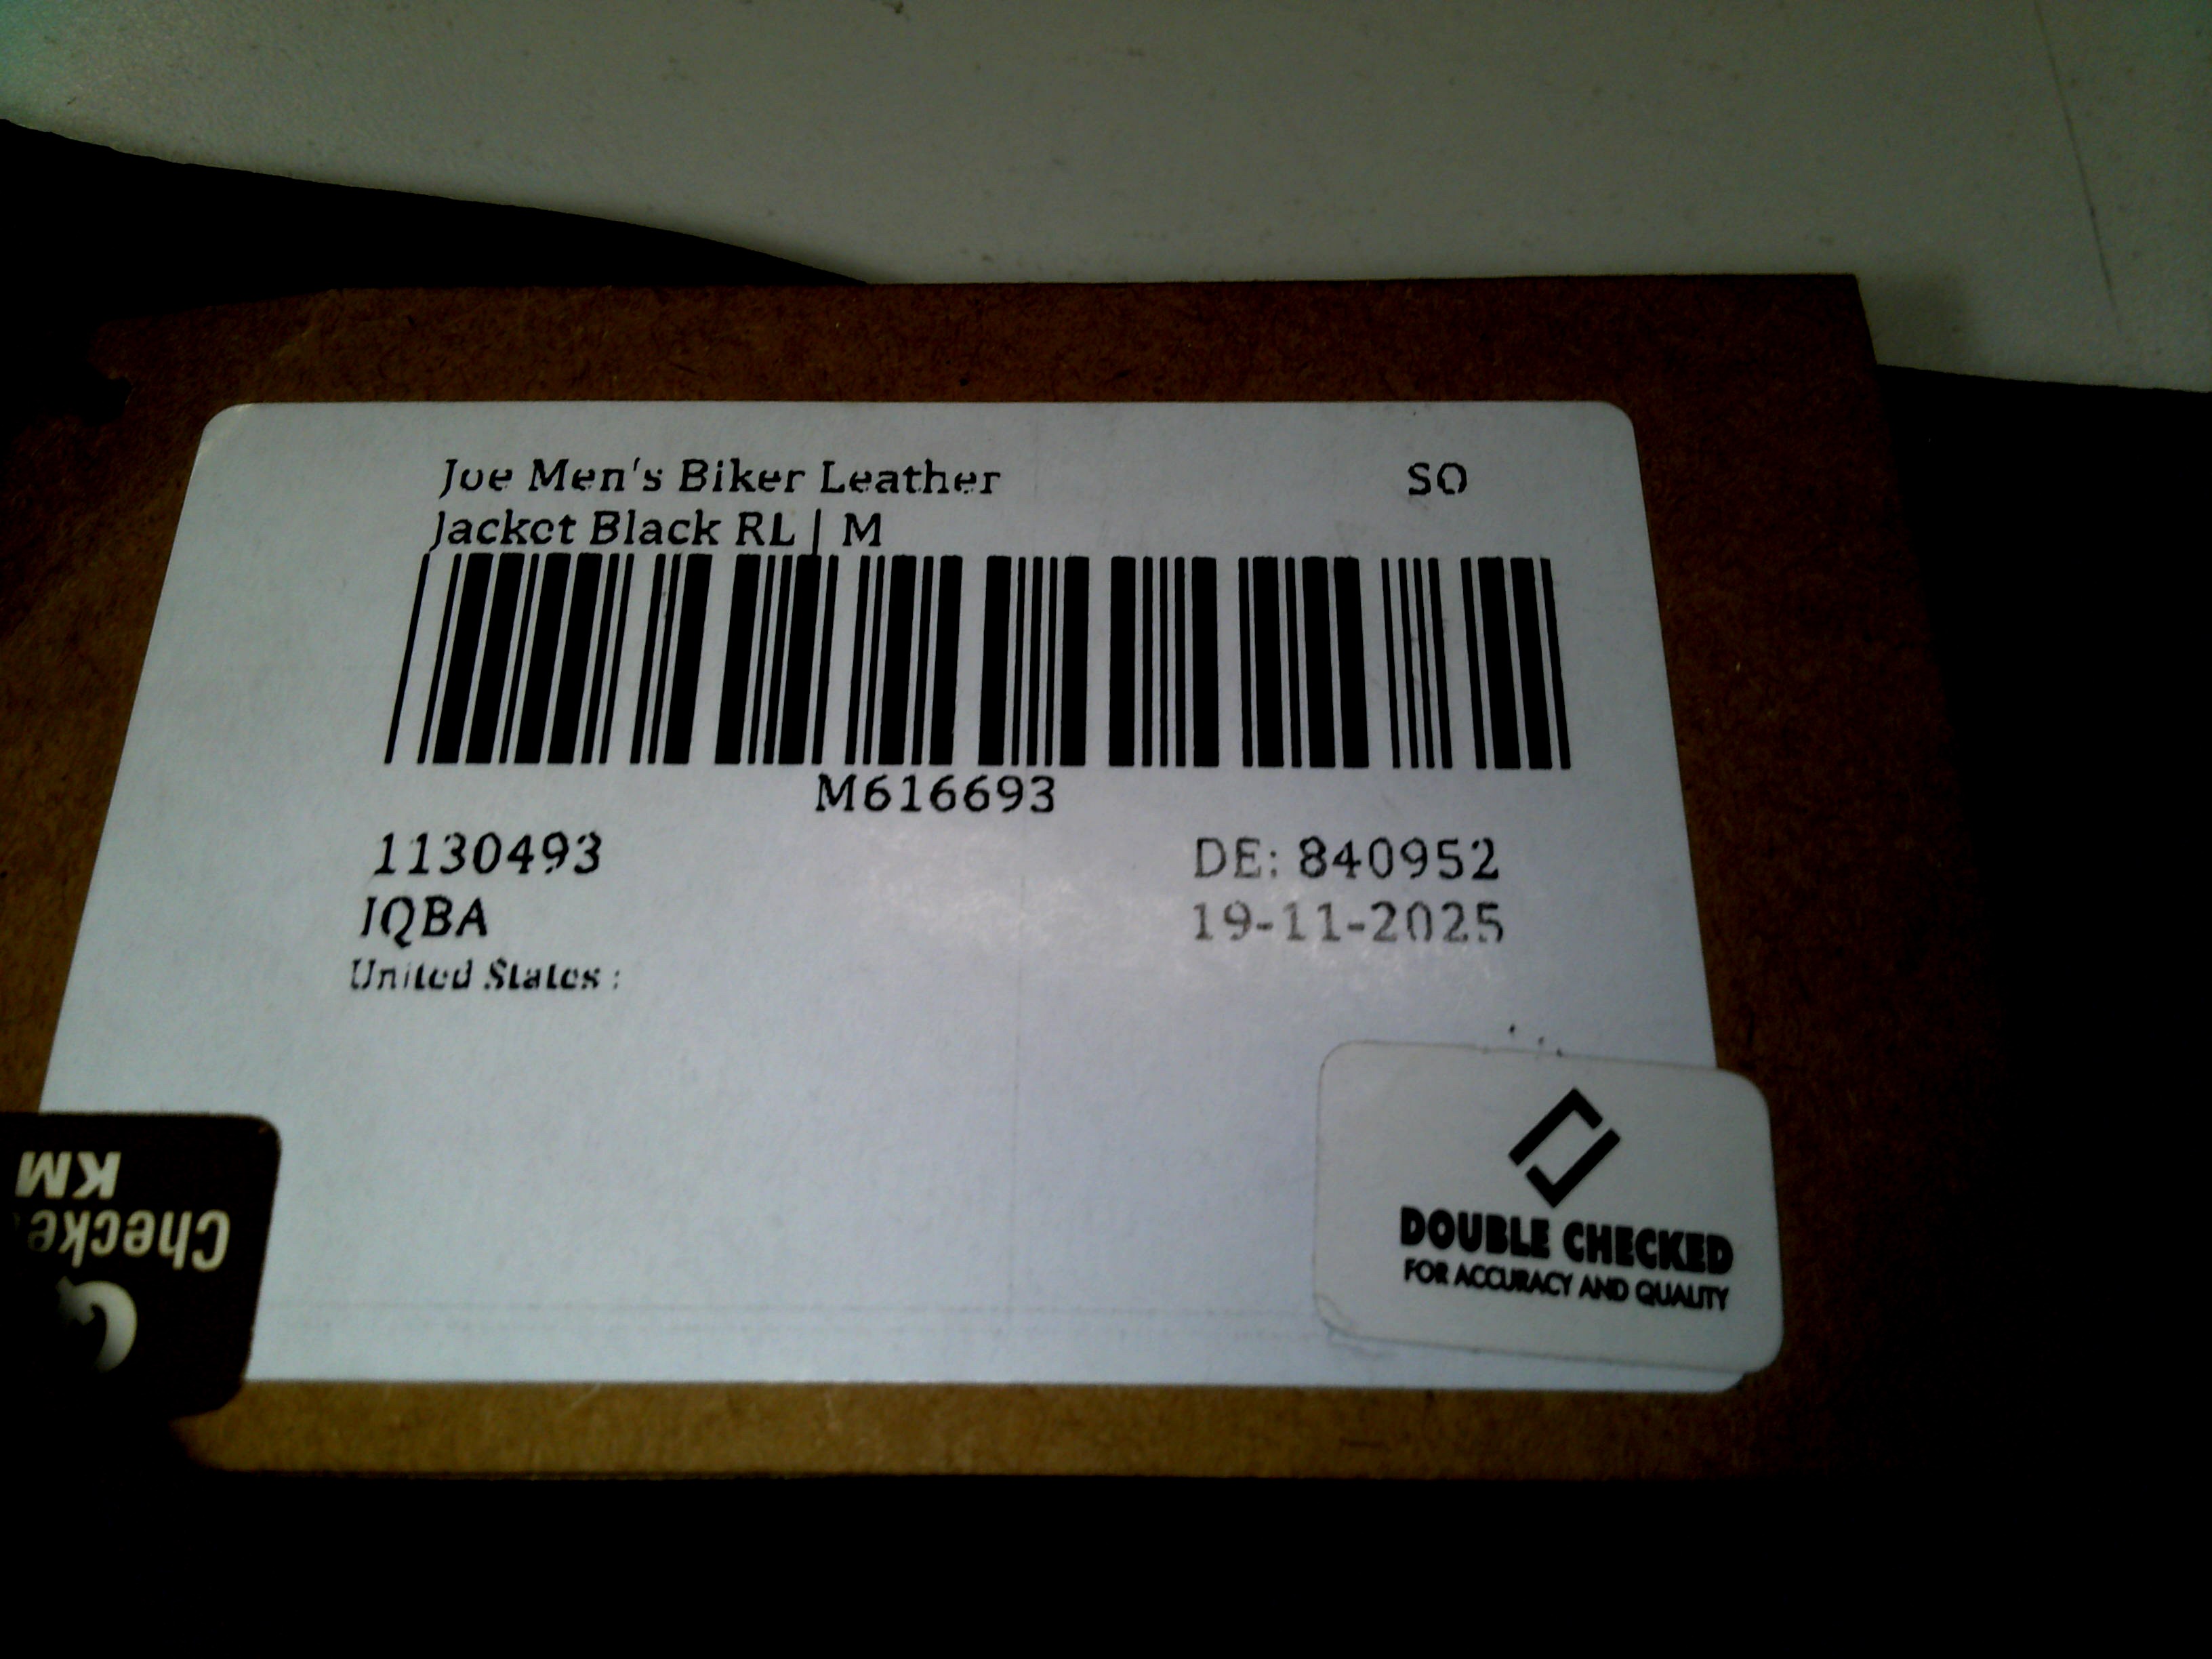 Joe Men's Biker Leather
SO
Jacket Black RL | M
M616693
1130493
DE: 840952
IQBA
19-11-2025
United States :
DOUBLE CHECKED
FOR ACCURACY AND QUALITY
KM